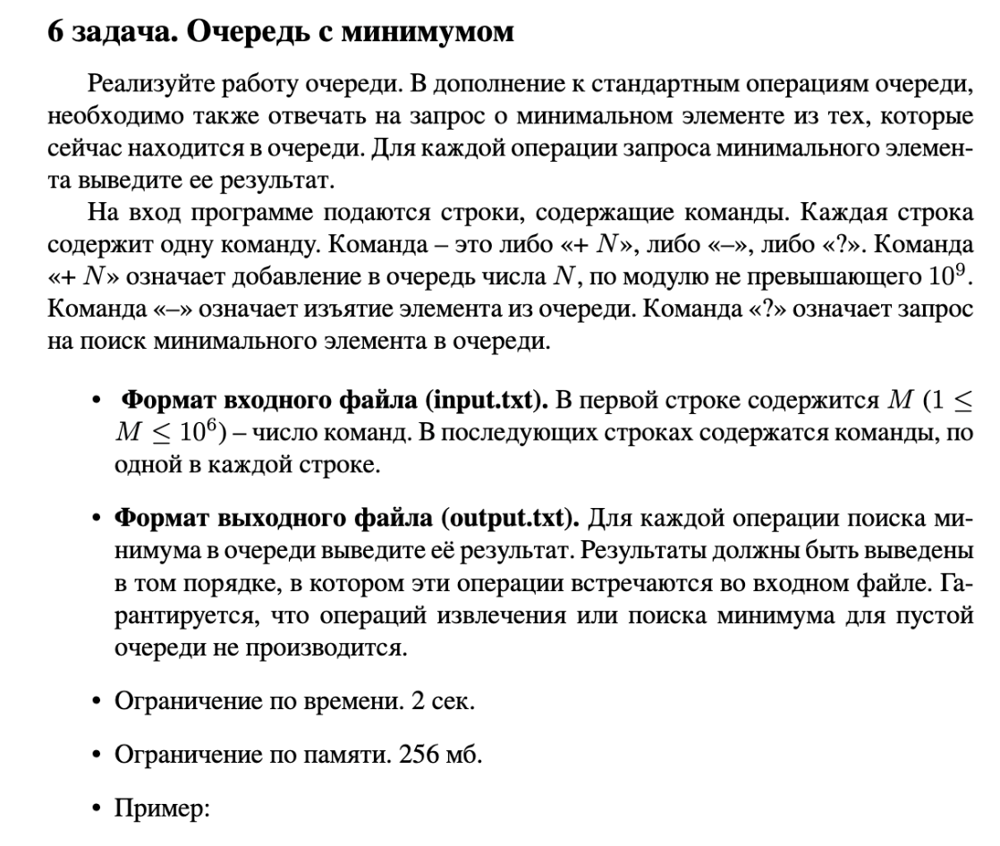 6 задача. Очередь с минимумом
Реализуйте работу очереди. В дополнение к стандартным операциям очереди,
необходимо также отвечать на запрос о минимальном элементе из тех, которые
сейчас находится в очереди. Для каждой операции запроса минимального элемен-
та выведите ее результат.
На вход программе подаются строки, содержащие команды. Каждая строка
содержит одну команду. Команда – это либо «+ N», либо «–», либо «?». Команда
«+ N» означает добавление в очередь числа N, по модулю не превышающего 10⁹.
Команда «–» означает изъятие элемента из очереди. Команда «?» означает запрос
на поиск минимального элемента в очереди.
• Формат входного файла (input.txt). В первой строке содержится M (1 ≤
M ≤ 10⁶) – число команд. В последующих строках содержатся команды, по
одной в каждой строке.
• Формат выходного файла (output.txt). Для каждой операции поиска ми-
нимума в очереди выведите её результат. Результаты должны быть выведены
в том порядке, в котором эти операции встречаются во входном файле. Га-
рантируется, что операций извлечения или поиска минимума для пустой
очереди не производится.
• Ограничение по времени. 2 сек.
• Ограничение по памяти. 256 мб.
• Пример: